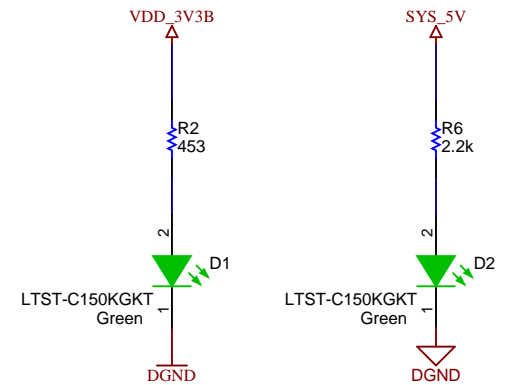 VDD_3V3B
R2
453
2
D1
LTST-C150KGKT
Green
1
DGND
SYS_5V
R6
2.2k
2
D2
LTST-C150KGKT
Green
1
DGND